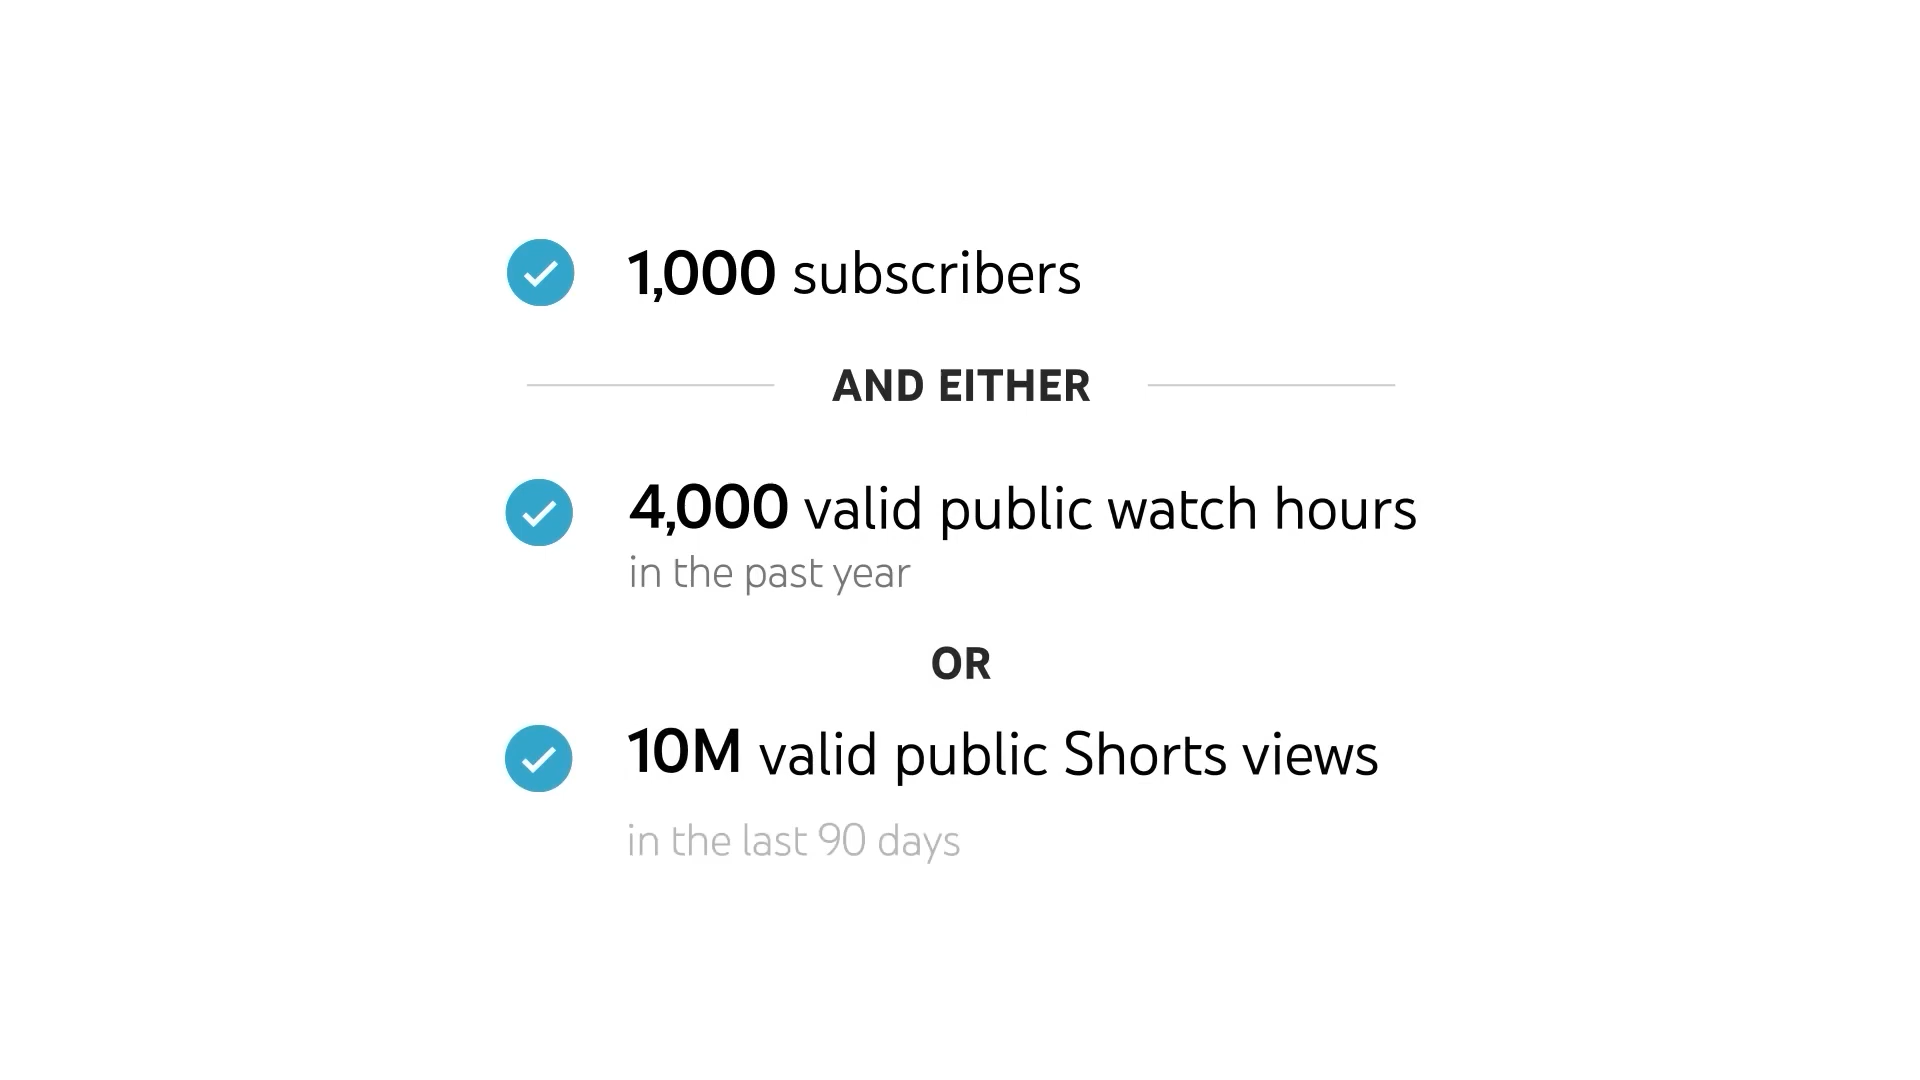 1,000 subscribers
AND EITHER
4,000 valid public watch hours
in the past year
OR
10M valid public Shorts views
in the last 90 days